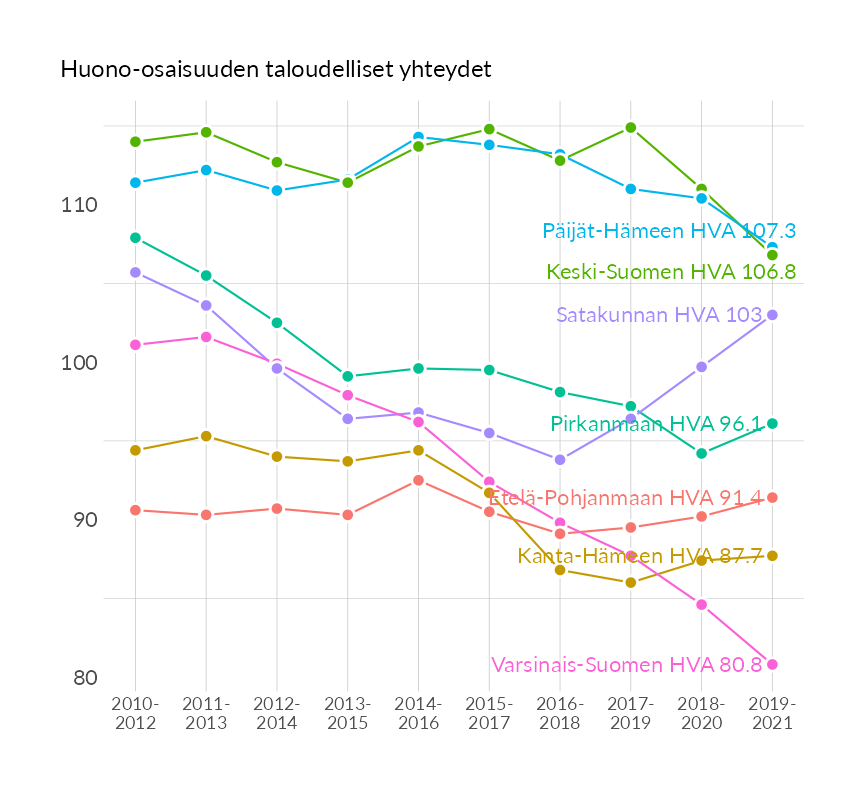 Huono-osaisuuden taloudelliset yhteydet
110
Päijät-Hämeen HVA 107.3
Keski-Suomen HVA 106.8
Satakunnan HVA 103
100
Pirkanmaan HVA 96.1
Etelä-Pohjanmaan HVA 91.4
90
Kanta-Hämeen HVA 87.7
Varsinais-Suomen HVA 80.8
80
2010- 2011- 2012- 2013- 2014- 2015- 2016- 2017- 2018- 2019-
2012 2013 2014 2015 2016 2017 2018 2019 2020 2021